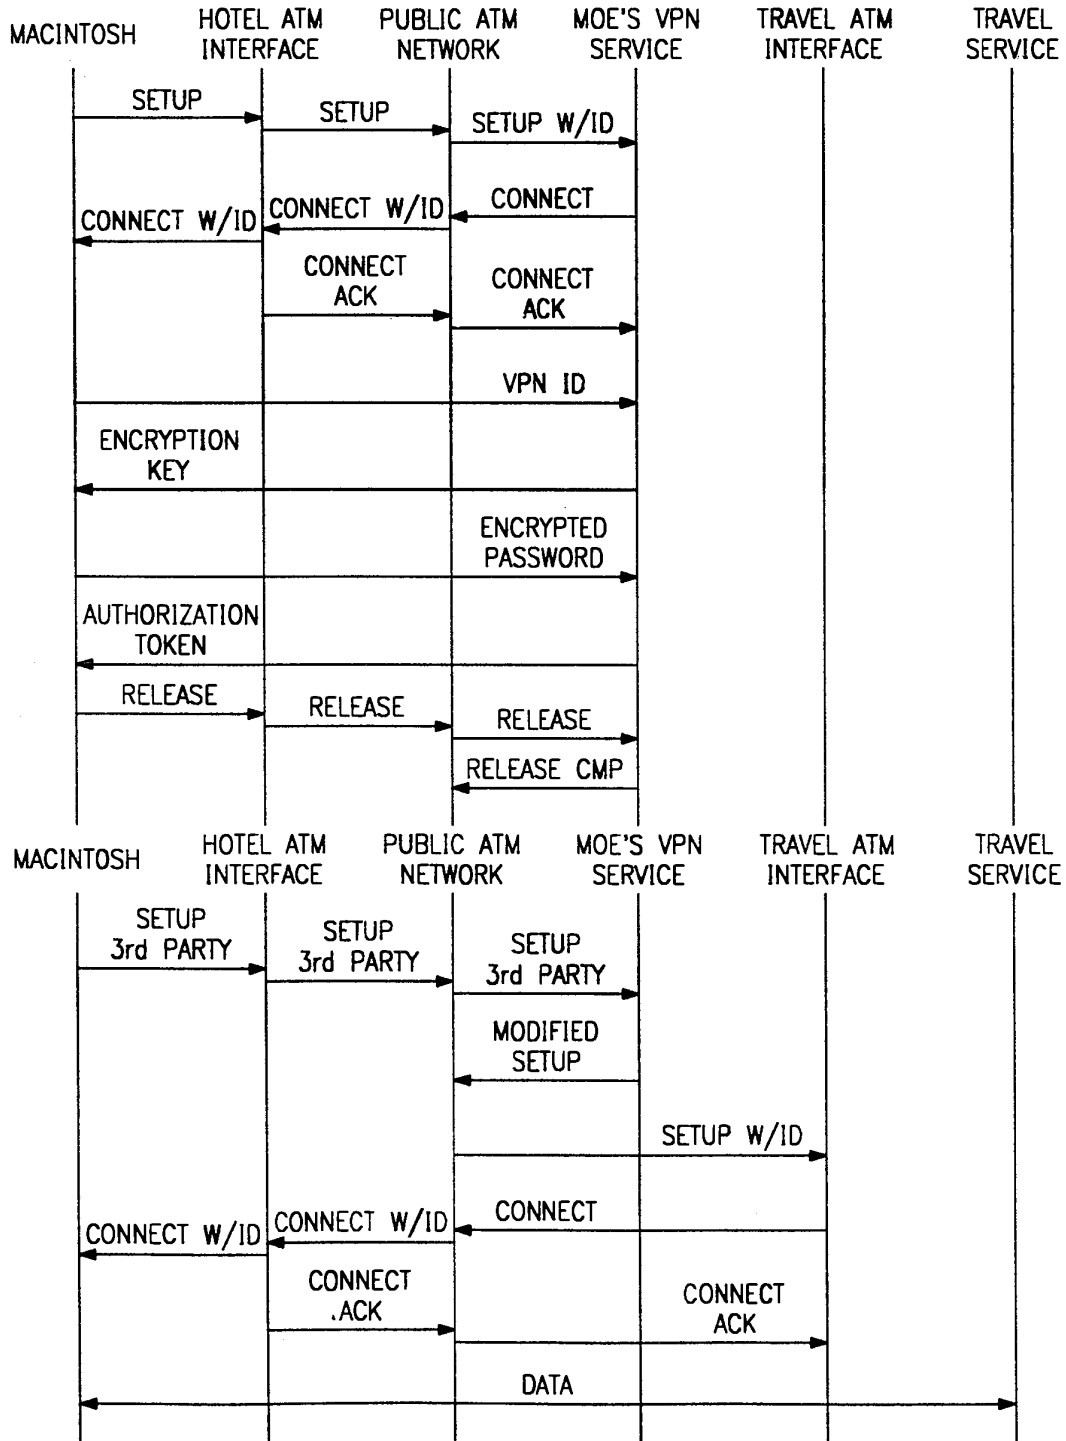 MACINTOSH
HOTEL ATM
INTERFACE
PUBLIC ATM
NETWORK
MOE'S VPN
SERVICE
TRAVEL ATM
INTERFACE
TRAVEL
SERVICE
SETUP
SETUP
SETUP W/ID
CONNECT
CONNECT W/ID
CONNECT W/ID
CONNECT
ACK
CONNECT
ACK
VPN ID
ENCRYPTION
KEY
ENCRYPTED
PASSWORD
AUTHORIZATION
TOKEN
RELEASE
RELEASE
RELEASE
RELEASE CMP
MACINTOSH
HOTEL ATM
INTERFACE
PUBLIC ATM
NETWORK
MOE'S VPN
SERVICE
TRAVEL ATM
INTERFACE
TRAVEL
SERVICE
SETUP
3rd PARTY
SETUP
3rd PARTY
SETUP
3rd PARTY
MODIFIED
SETUP
SETUP W/ID
CONNECT
CONNECT W/ID
CONNECT W/ID
CONNECT
ACK
CONNECT
ACK
DATA